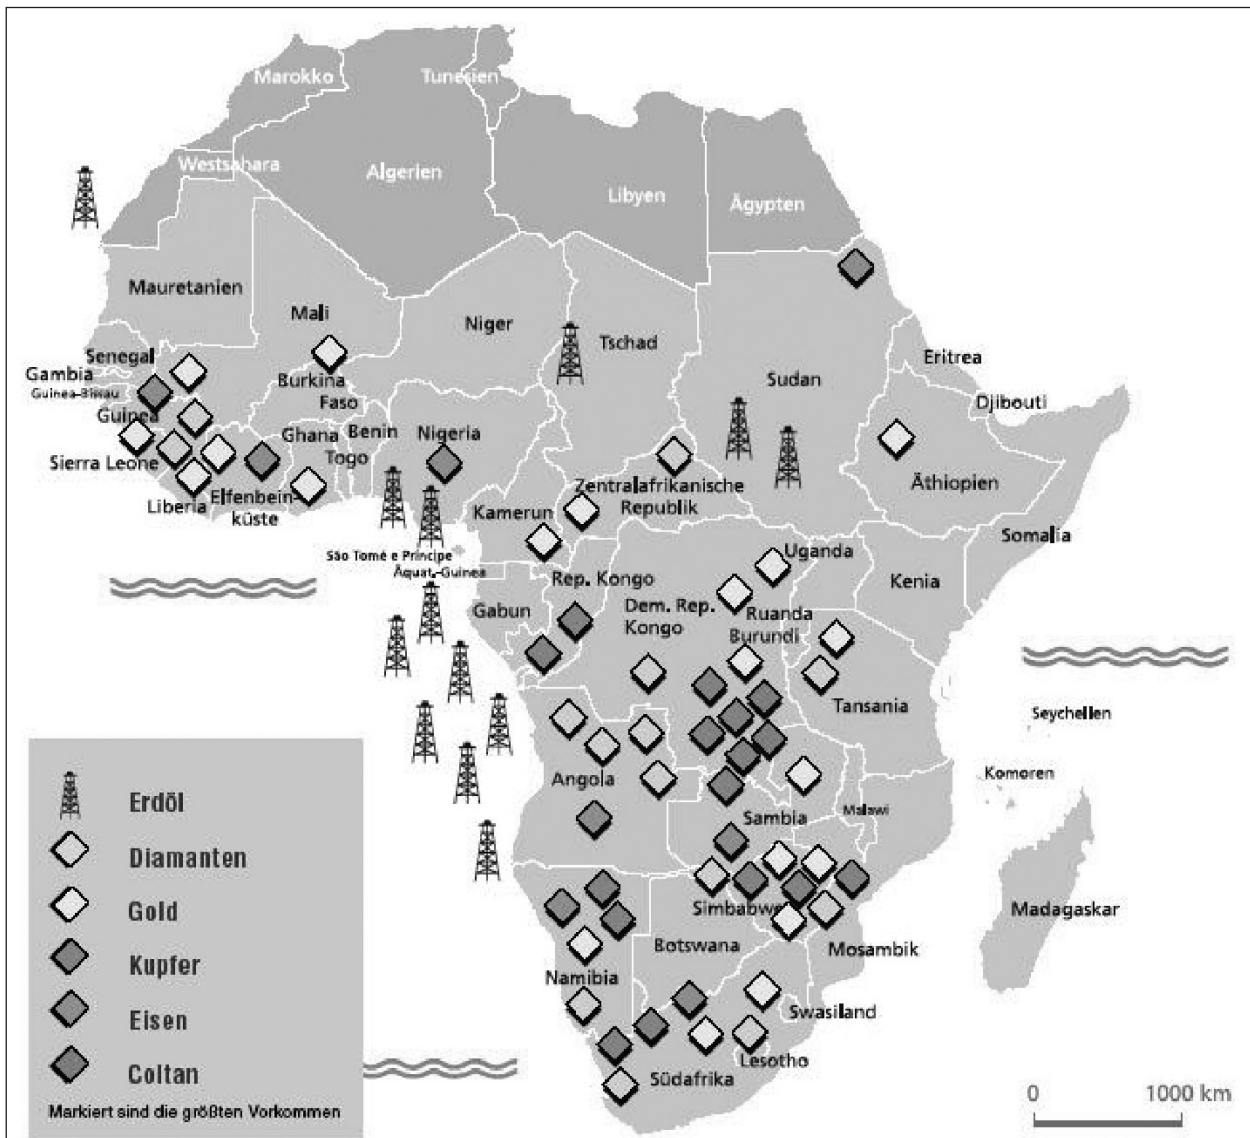 Marokko
Tunesien
Westsahara
Algerien
Libyen
Ägypten
Mauretanien
Mali
Niger
Tschad
Sudan
Eritrea
Djibouti
Senegal
Gambia
Guinea-Bissau
Guinea
Burkina
Faso
Ghana
Benin
Togo
Nigeria
Sierra Leone
Liberia
Elfenbein-
küste
Kamerun
Zentralafrikanische
Republik
Äthiopien
Somalia
São Tomé e Príncipe
Äquat.-Guinea
Rep. Kongo
Gabun
Dem. Rep.
Kongo
Uganda
Kenia
Ruanda
Burundi
Tansania
Seychellen
Komoren
Angola
Sambia
Malawi
Madagaskar
Simbabwe
Mosambik
Botswana
Namibia
Swasiland
Lesotho
Südafrika
Erdöl
Diamanten
Gold
Kupfer
Eisen
Coltan
Markiert sind die größten Vorkommen
0 1000 km